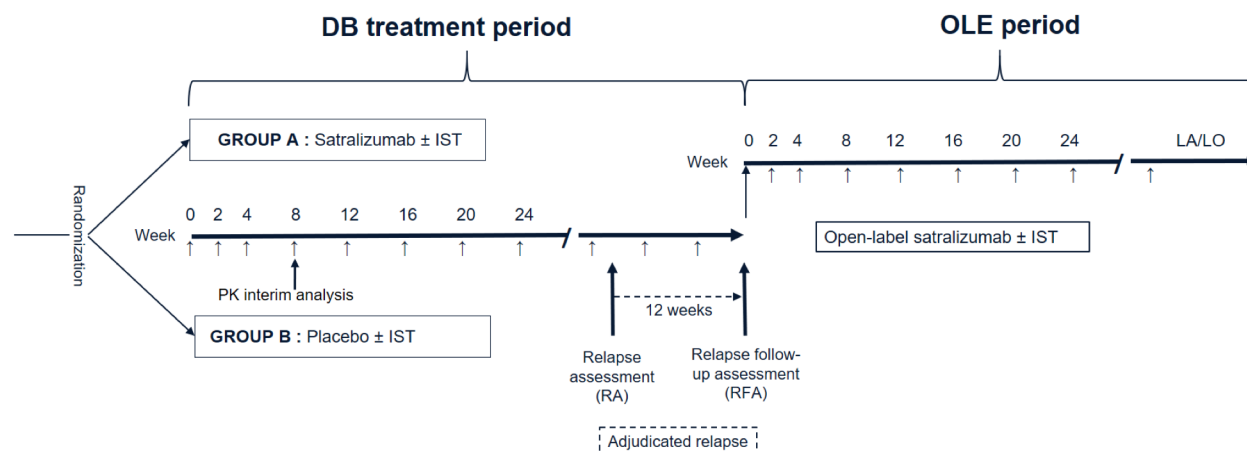 DB treatment period
OLE period
GROUP A : Satralizumab ± IST
0 2 4 8 12 16 20 24 LA/LO
Week
Randomization
0 2 4 8 12 16 20 24
Week
Open-label satralizumab ± IST
PK interim analysis
12 weeks
GROUP B : Placebo ± IST
Relapse
assessment
(RA)
Relapse follow-
up assessment
(RFA)
Adjudicated relapse